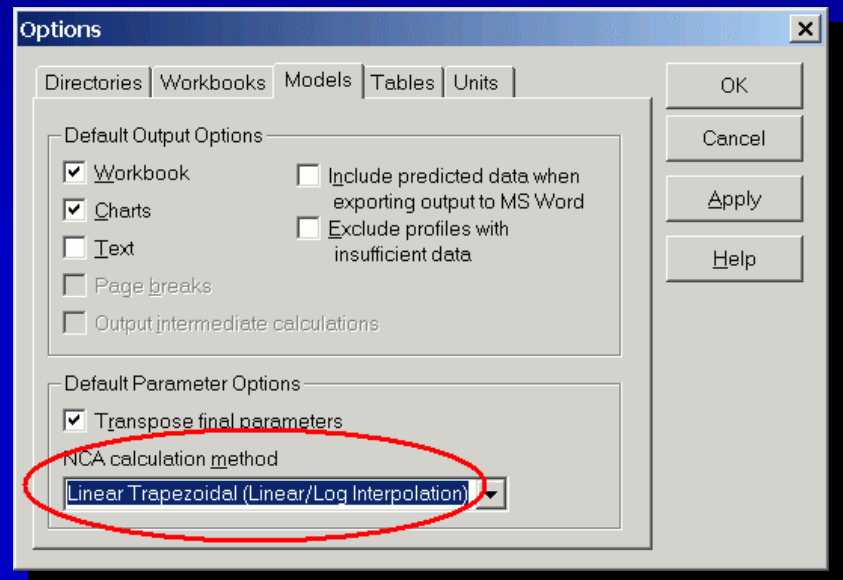 Options
Directories Workbooks Models Tables Units
OK
Cancel
Apply
Help
Default Output Options
Workbook
Charts
Text
Page breaks
Output intermediate calculations
Include predicted data when
exporting output to MS Word
Exclude profiles with
insufficient data
Default Parameter Options
Transpose final parameters
NCA calculation method
Linear Trapezoidal (Linear/Log Interpolation)